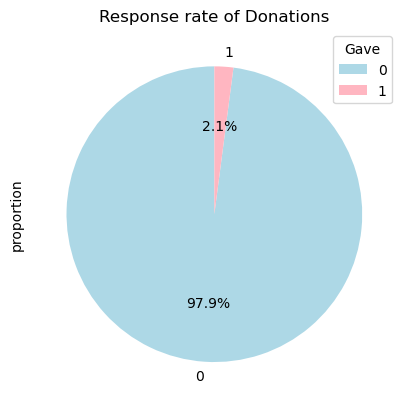 Response rate of Donations
Gave
0
1
1
2.1%
proportion
97.9%
0